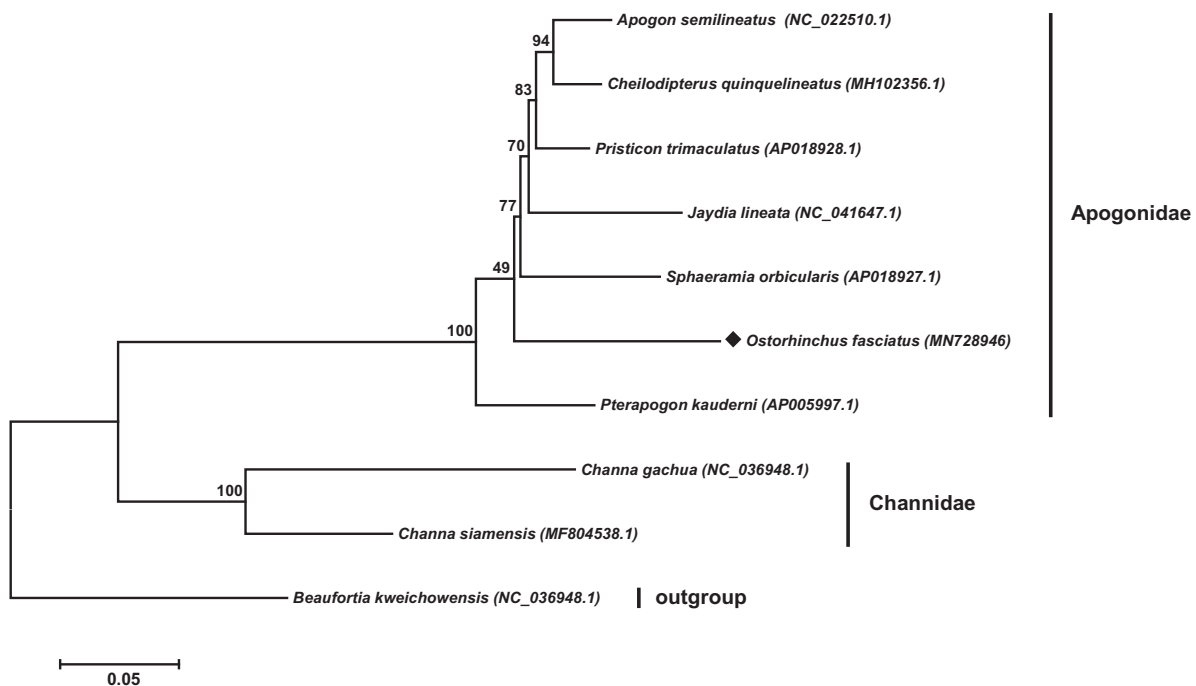 Apogon semilineatus (NC_022510.1)
94
Cheilodipterus quinquelineatus (MH102356.1)
83
Pristicon trimaculatus (AP018928.1)
70
Jaydia lineata (NC_041647.1)
Apogonidae
77
Sphaeramia orbicularis (AP018927.1)
49
Ostorhinchus fasciatus (MN728946)
100
Pterapogon kauderni (AP005997.1)
Channa gachua (NC_036948.1)
100
Channidae
Channa siamensis (MF804538.1)
Beaufortia kweichowensis (NC_036948.1)
outgroup
0.05